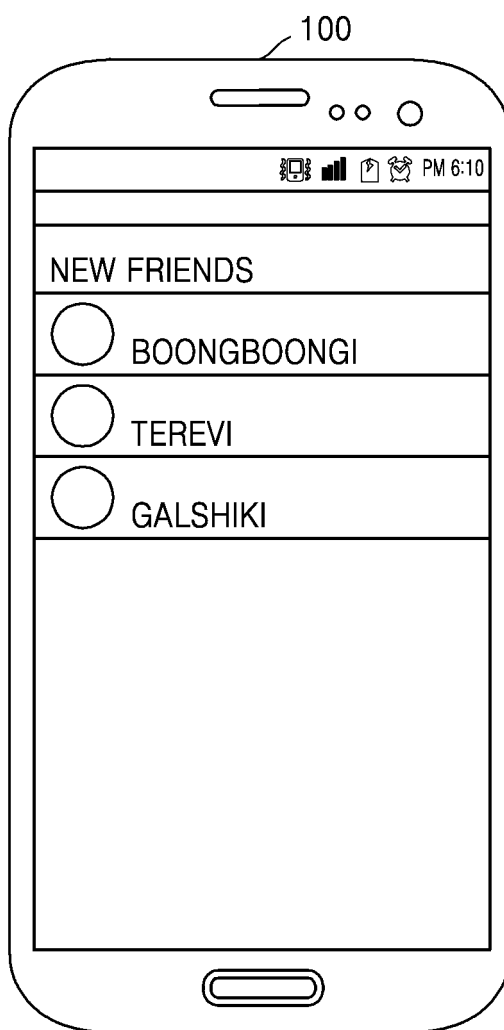 100
PM 6:10
NEW FRIENDS
BOONGBOONGI
TEREVI
GALSHIKI